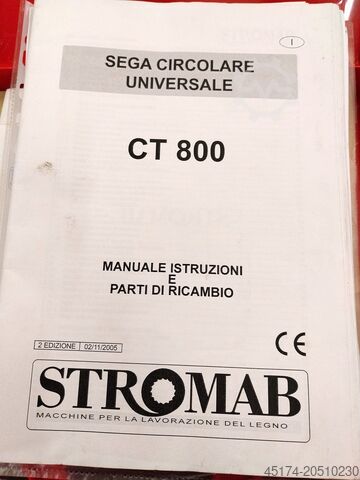 I
SEGA CIRCOLARE
UNIVERSALE
CT 800
MANUALE ISTRUZIONI
E
PARTI DI RICAMBIO
2 EDIZIONE 02/11/2005
CE
STROMAB
MACCHINE PER LA LAVORAZIONE DEL LEGNO
45174-20510230